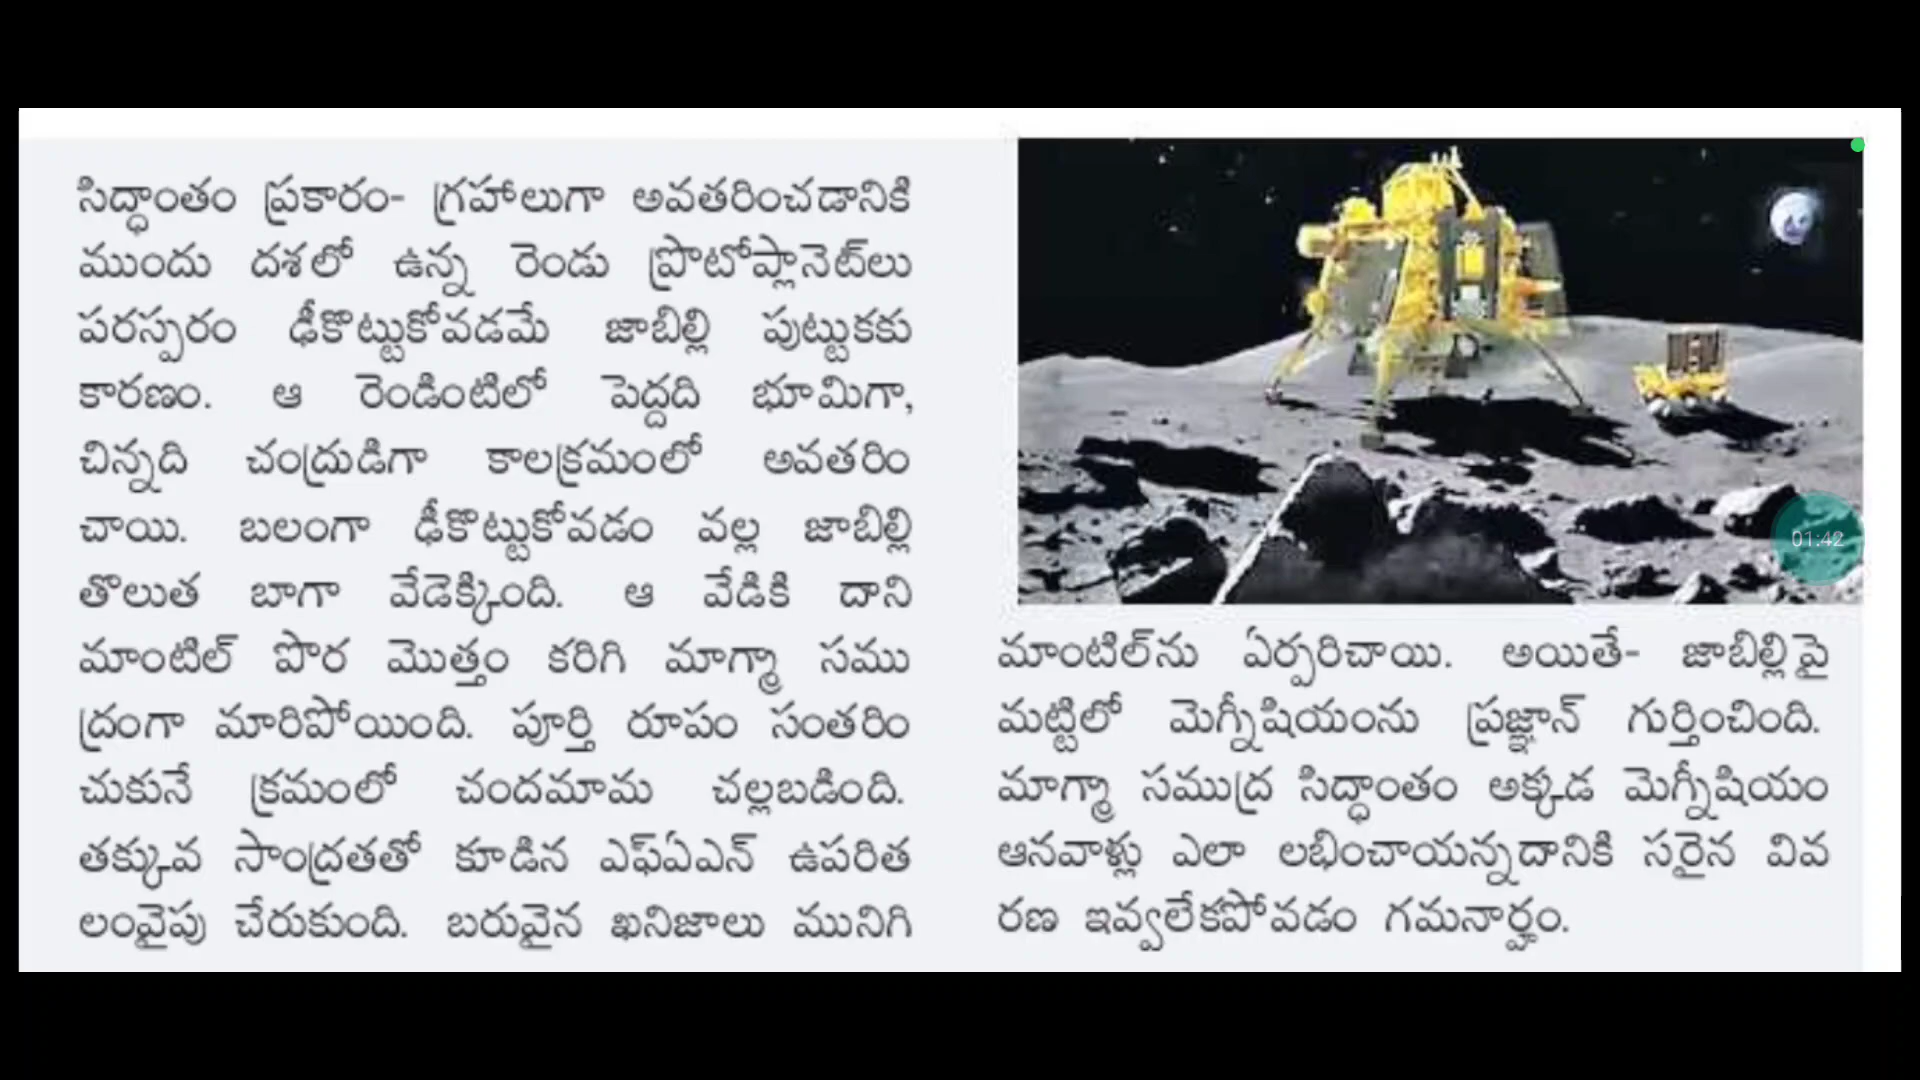 సిద్ధాంతం ప్రకారం- గ్రహాలుగా అవతరించడానికి
ముందు దశలో ఉన్న రెండు ప్రొటోప్లానెట్‌లు
పరస్పరం ఢీకొట్టుకోవడమే జాబిల్లి పుట్టుకకు
కారణం. ఆ రెండింటిలో పెద్దది భూమిగా,
చిన్నది చంద్రుడిగా కాలక్రమంలో అవతరిం
చాయి. బలంగా ఢీకొట్టుకోవడం వల్ల జాబిల్లి
తొలుత బాగా వేడెక్కింది. ఆ వేడికి దాని
మాంటిల్ పొర మొత్తం కరిగి మాగ్మా సము
ద్రంగా మారిపోయింది. పూర్తి రూపం సంతరిం
చుకునే క్రమంలో చందమామ చల్లబడింది.
తక్కువ సాంద్రతతో కూడిన ఎఫ్ఏఎన్ ఉపరిత
లంవైపు చేరుకుంది. బరువైన ఖనిజాలు మునిగి
మాంటిల్‌ను ఏర్పరిచాయి. అయితే- జాబిల్లిపై
మట్టిలో మెగ్నీషియంను ప్రజ్ఞాన్ గుర్తించింది.
మాగ్మా సముద్ర సిద్ధాంతం అక్కడ మెగ్నీషియం
ఆనవాళ్లు ఎలా లభించాయన్నదానికి సరైన వివ
రణ ఇవ్వలేకపోవడం గమనార్హం.
01:42